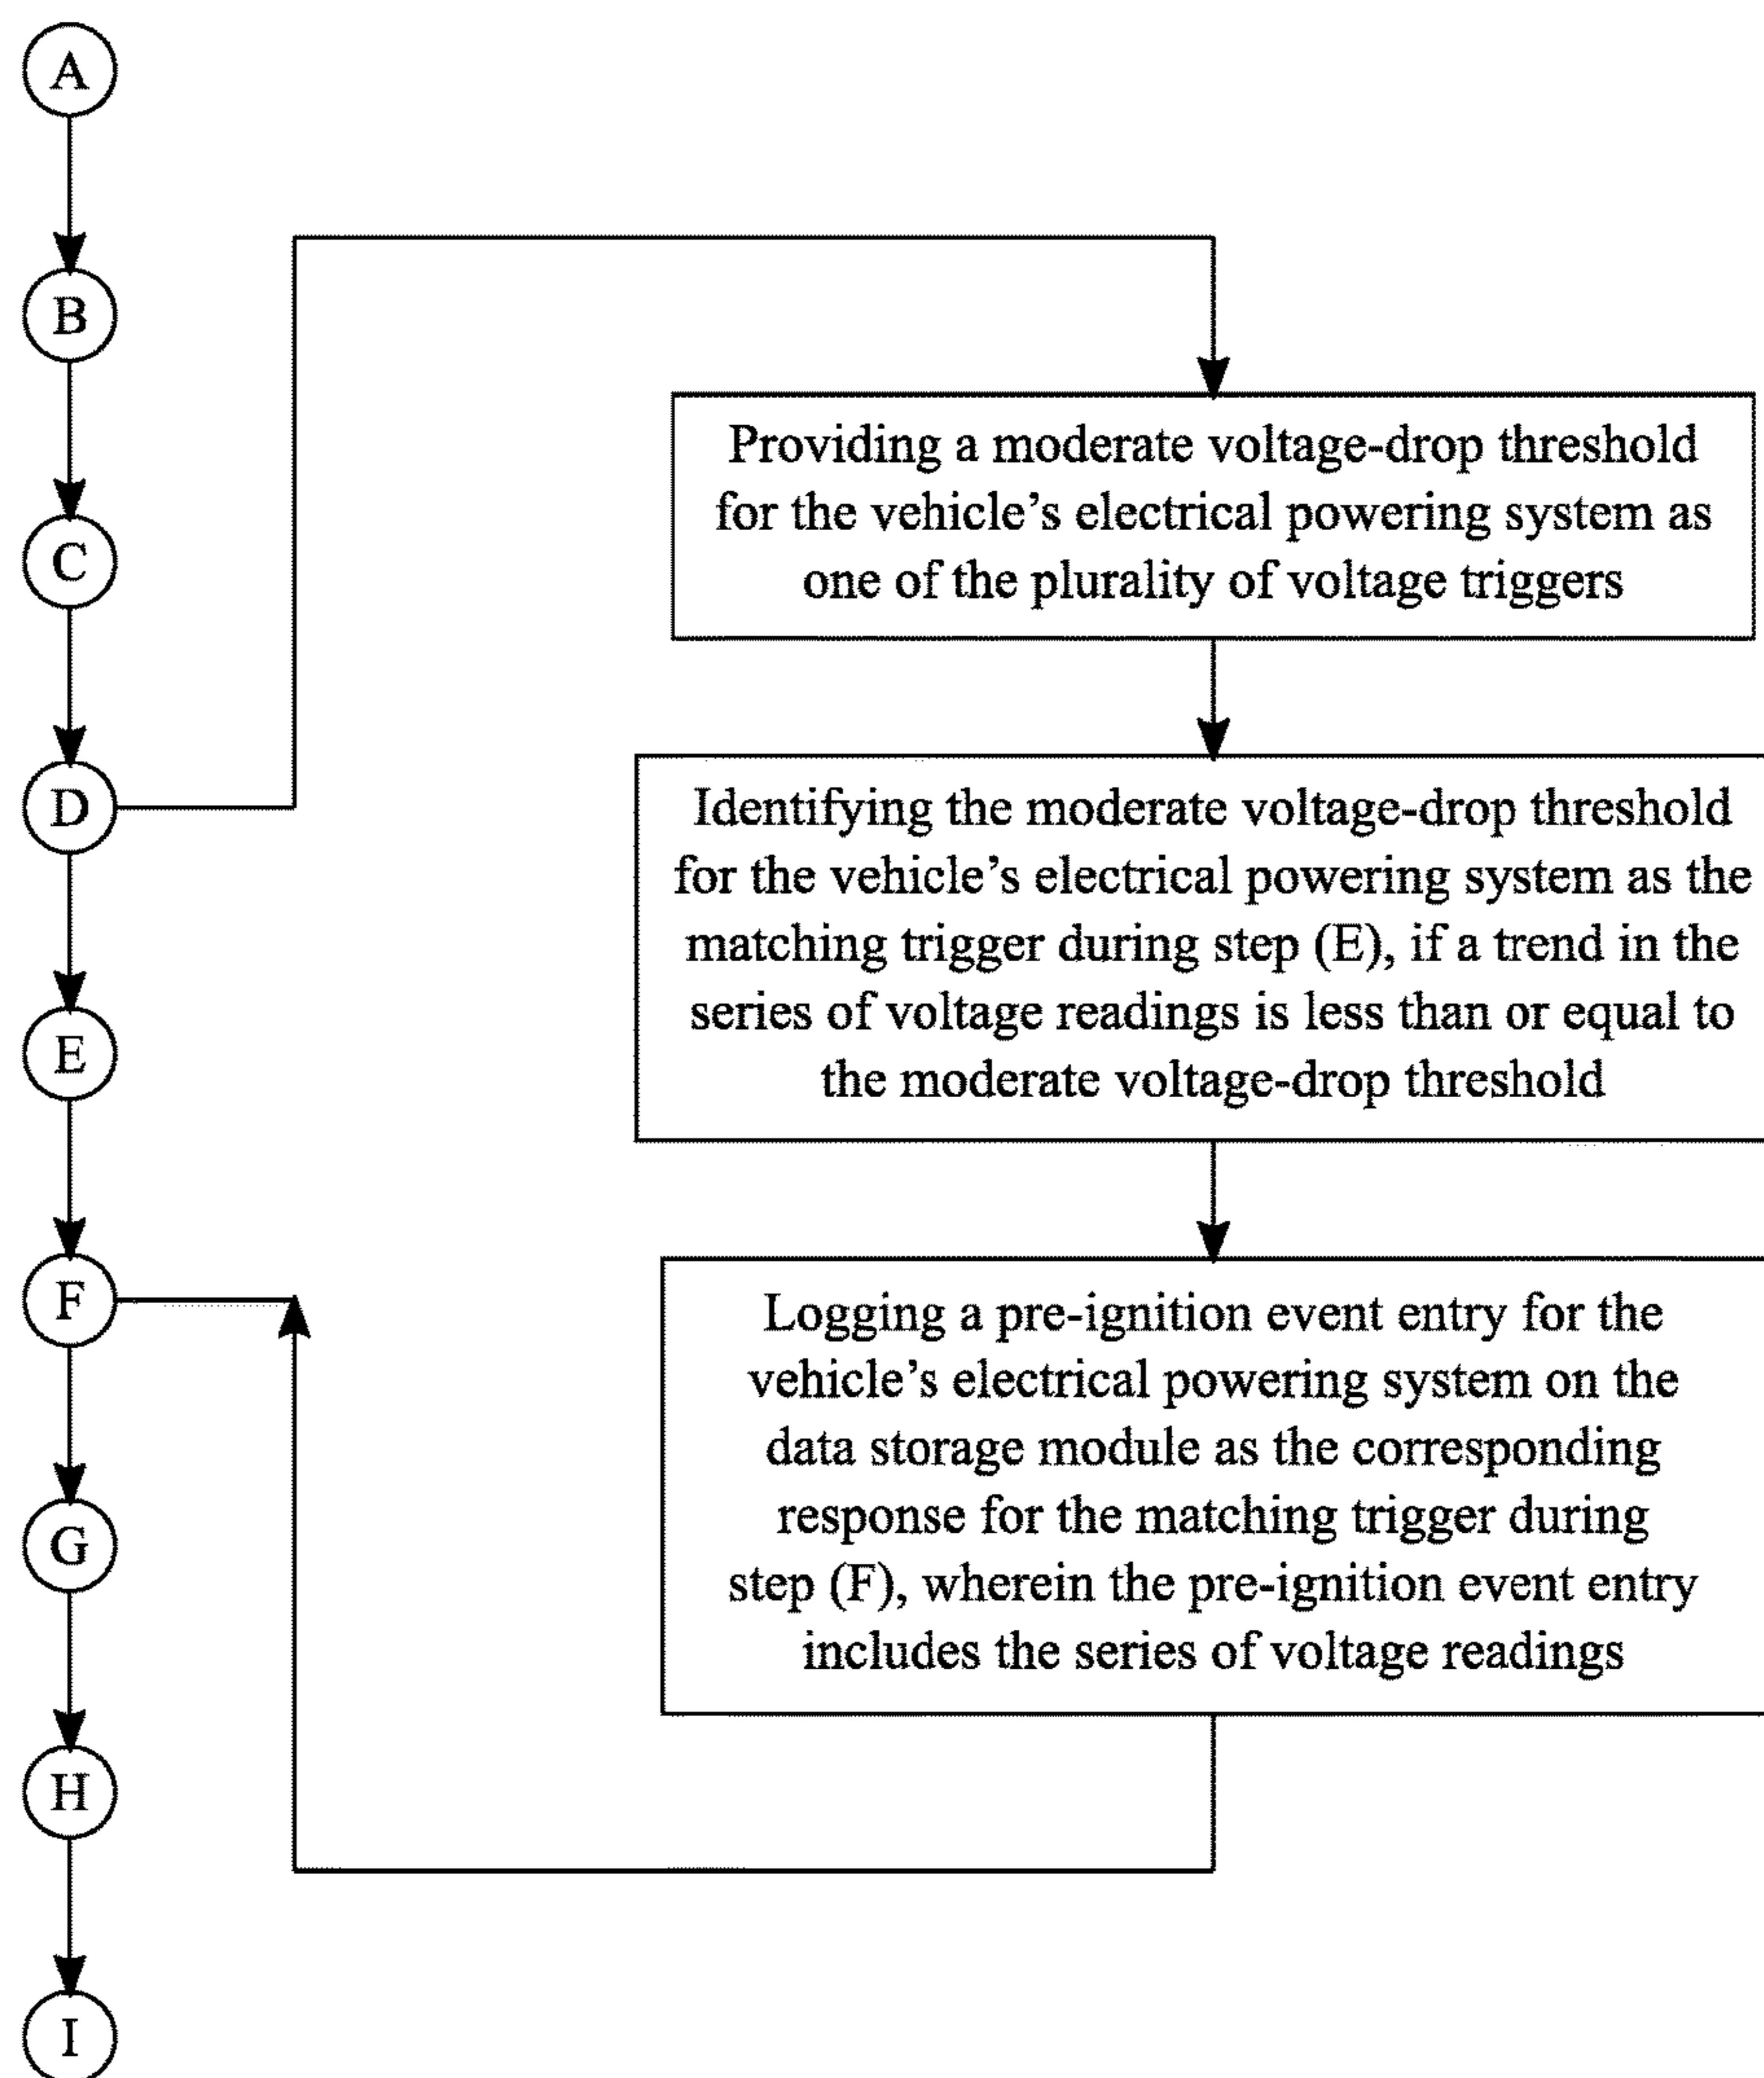 A
B
C
D
E
F
G
H
I
Providing a moderate voltage-drop threshold
for the vehicle’s electrical powering system as
one of the plurality of voltage triggers
Identifying the moderate voltage-drop threshold
for the vehicle’s electrical powering system as the
matching trigger during step (E), if a trend in the
series of voltage readings is less than or equal to
the moderate voltage-drop threshold
Logging a pre-ignition event entry for the
vehicle’s electrical powering system on the
data storage module as the corresponding
response for the matching trigger during
step (F), wherein the pre-ignition event entry
includes the series of voltage readings